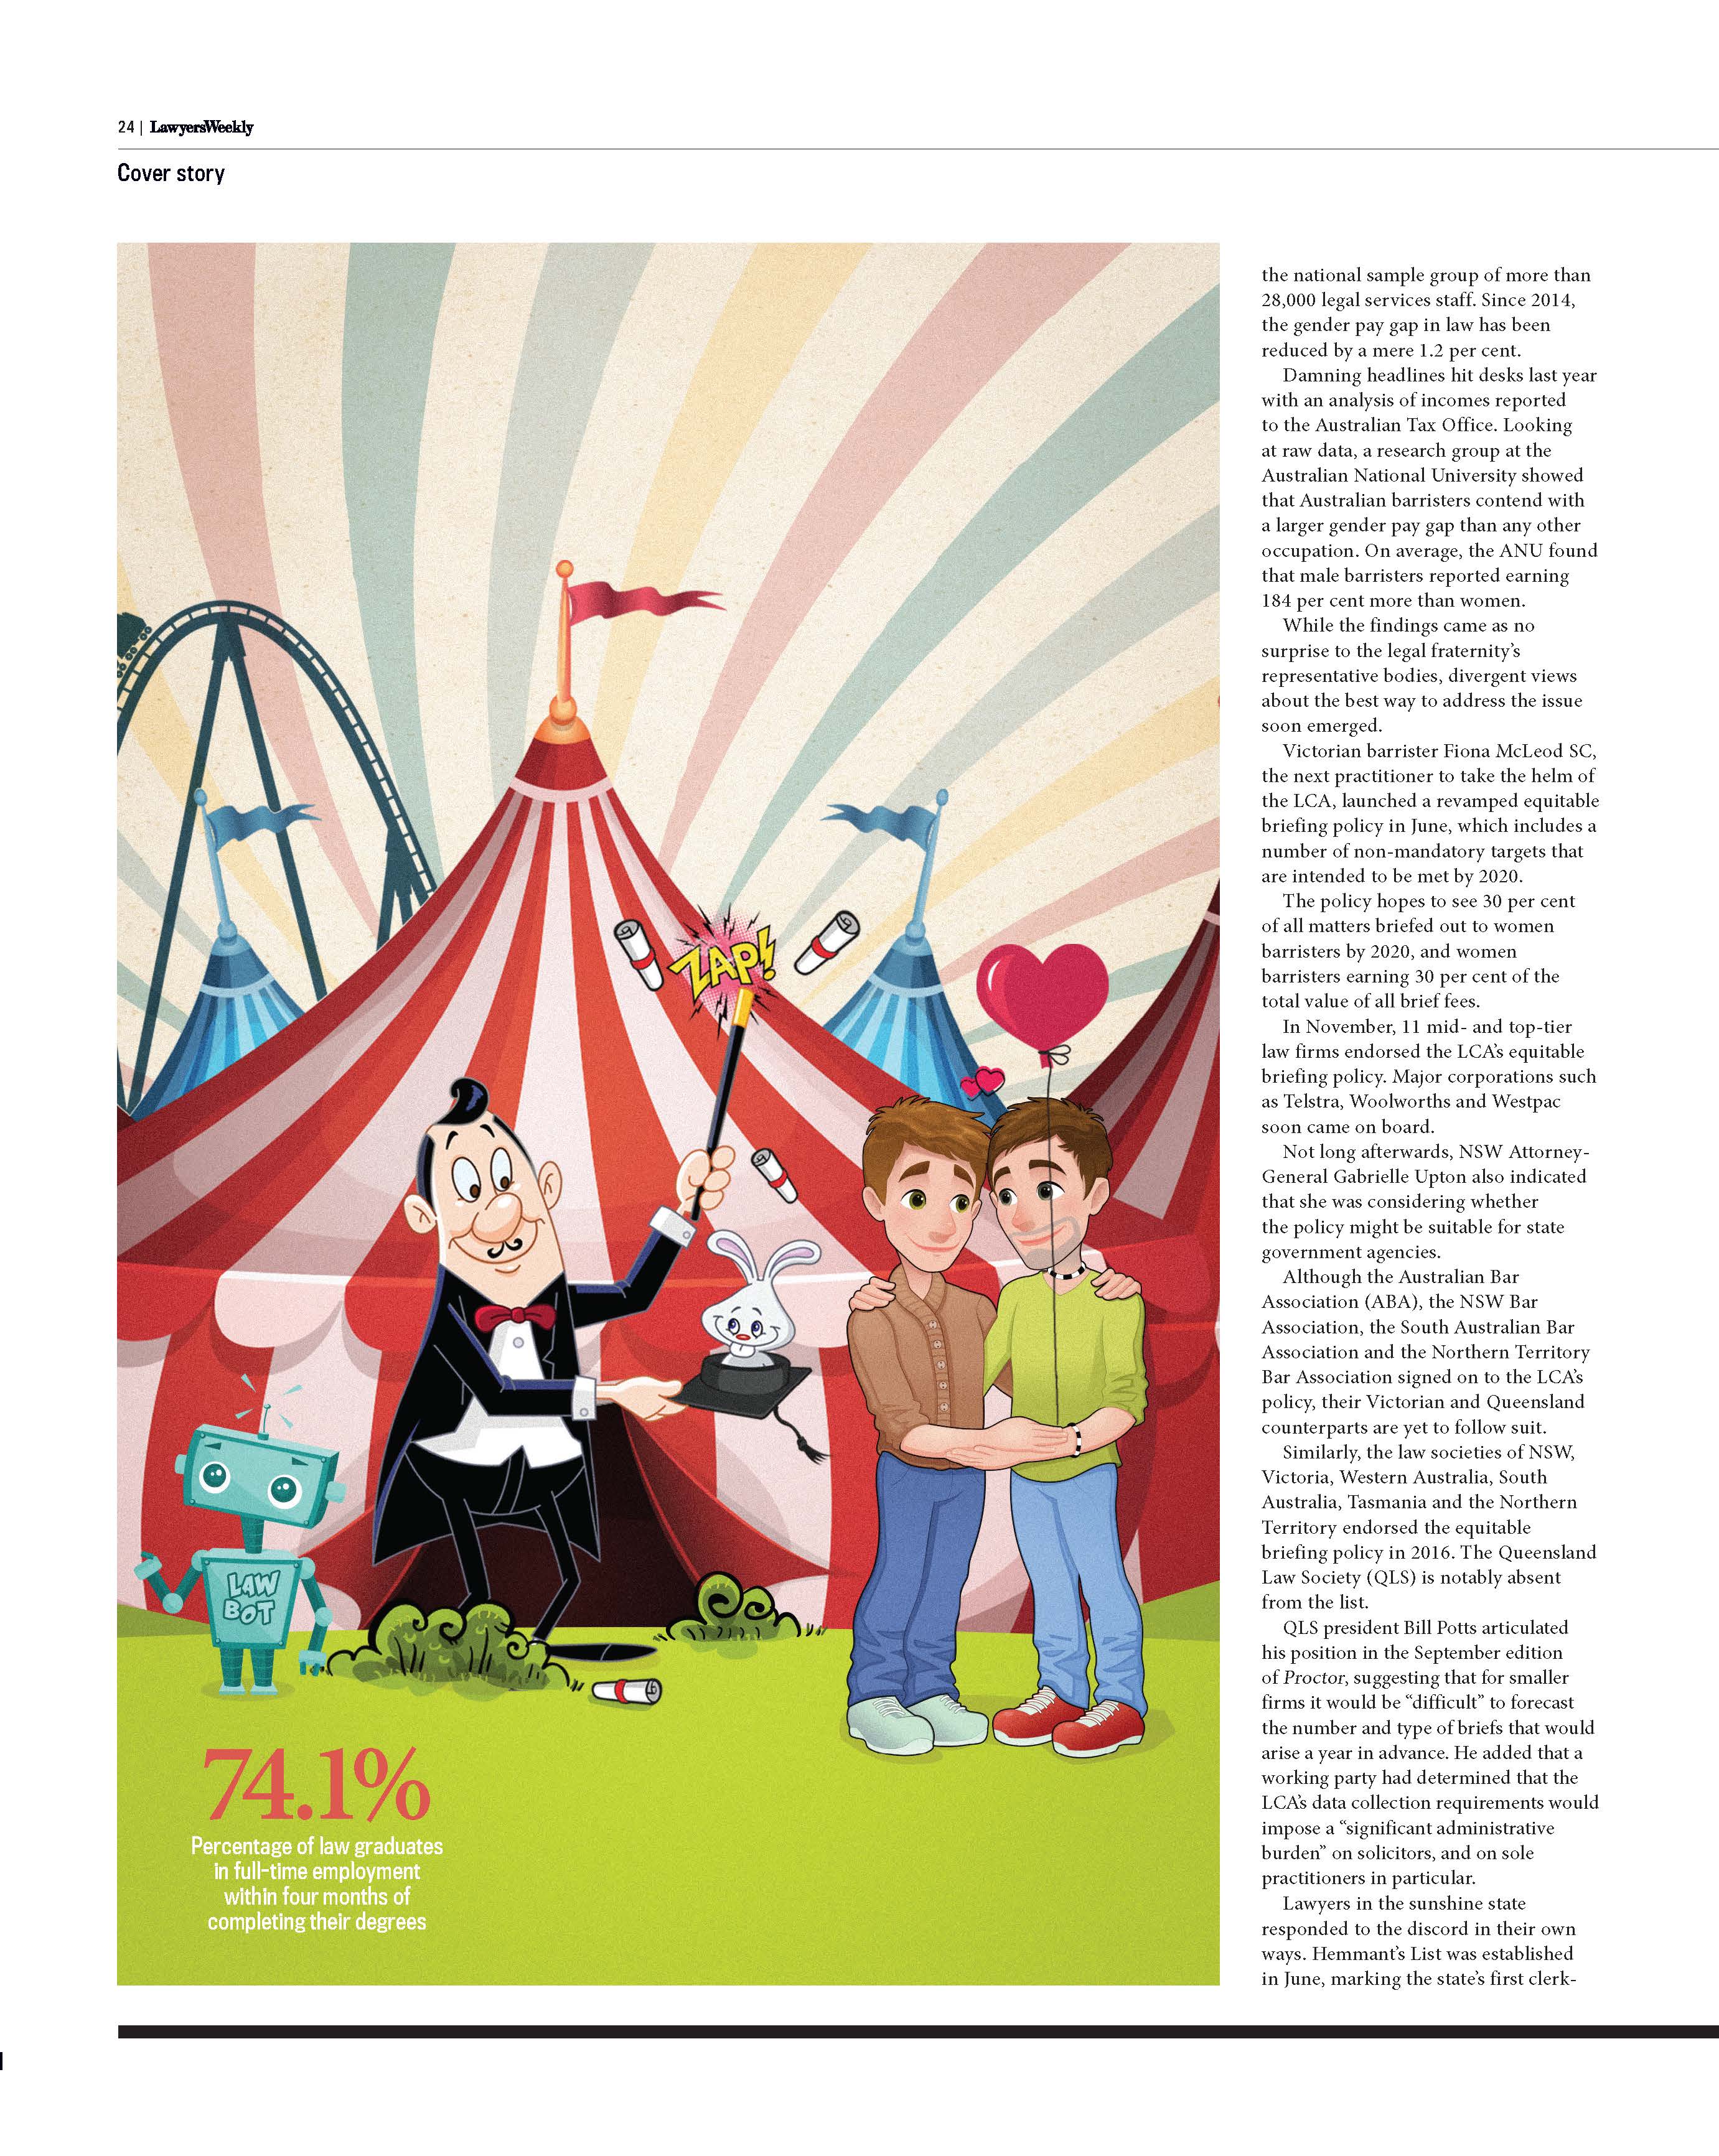 24 | LawyersWeekly
Cover story
ZAP!
LAW
BOT
74.1%
Percentage of law graduates
in full-time employment
within four months of
completing their degrees
the national sample group of more than
28,000 legal services staff. Since 2014,
the gender pay gap in law has been
reduced by a mere 1.2 per cent.
Damning headlines hit desks last year
with an analysis of incomes reported
to the Australian Tax Office. Looking
at raw data, a research group at the
Australian National University showed
that Australian barristers contend with
a larger gender pay gap than any other
occupation. On average, the ANU found
that male barristers reported earning
184 per cent more than women.
While the findings came as no
surprise to the legal fraternity’s
representative bodies, divergent views
about the best way to address the issue
soon emerged.
Victorian barrister Fiona McLeod SC,
the next practitioner to take the helm of
the LCA, launched a revamped equitable
briefing policy in June, which includes a
number of non-mandatory targets that
are intended to be met by 2020.
The policy hopes to see 30 per cent
of all matters briefed out to women
barristers by 2020, and women
barristers earning 30 per cent of the
total value of all brief fees.
In November, 11 mid- and top-tier
law firms endorsed the LCA’s equitable
briefing policy. Major corporations such
as Telstra, Woolworths and Westpac
soon came on board.
Not long afterwards, NSW Attorney-
General Gabrielle Upton also indicated
that she was considering whether
the policy might be suitable for state
government agencies.
Although the Australian Bar
Association (ABA), the NSW Bar
Association, the South Australian Bar
Association and the Northern Territory
Bar Association signed on to the LCA’s
policy, their Victorian and Queensland
counterparts are yet to follow suit.
Similarly, the law societies of NSW,
Victoria, Western Australia, South
Australia, Tasmania and the Northern
Territory endorsed the equitable
briefing policy in 2016. The Queensland
Law Society (QLS) is notably absent
from the list.
QLS president Bill Potts articulated
his position in the September edition
of Proctor, suggesting that for smaller
firms it would be “difficult” to forecast
the number and type of briefs that would
arise a year in advance. He added that a
working party had determined that the
LCA’s data collection requirements would
impose a “significant administrative
burden” on solicitors, and on sole
practitioners in particular.
Lawyers in the sunshine state
responded to the discord in their own
ways. Hemmant’s List was established
in June, marking the state’s first clerk-